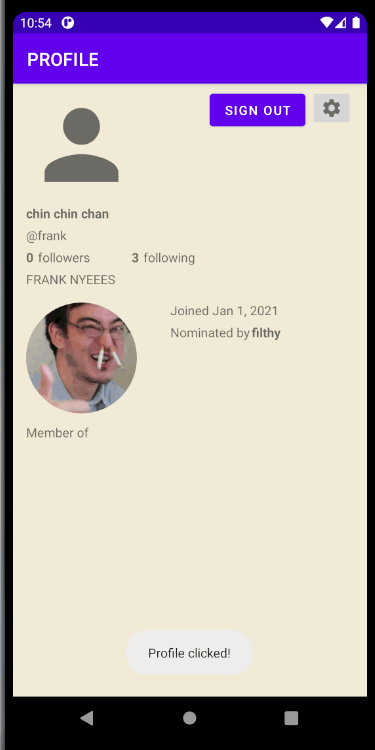 10:54
PROFILE
SIGN OUT
chin chin chan
@frank
0 followers 3 following
FRANK NYEEES
Joined Jan 1, 2021
Nominated by filthy
Member of
Profile clicked!